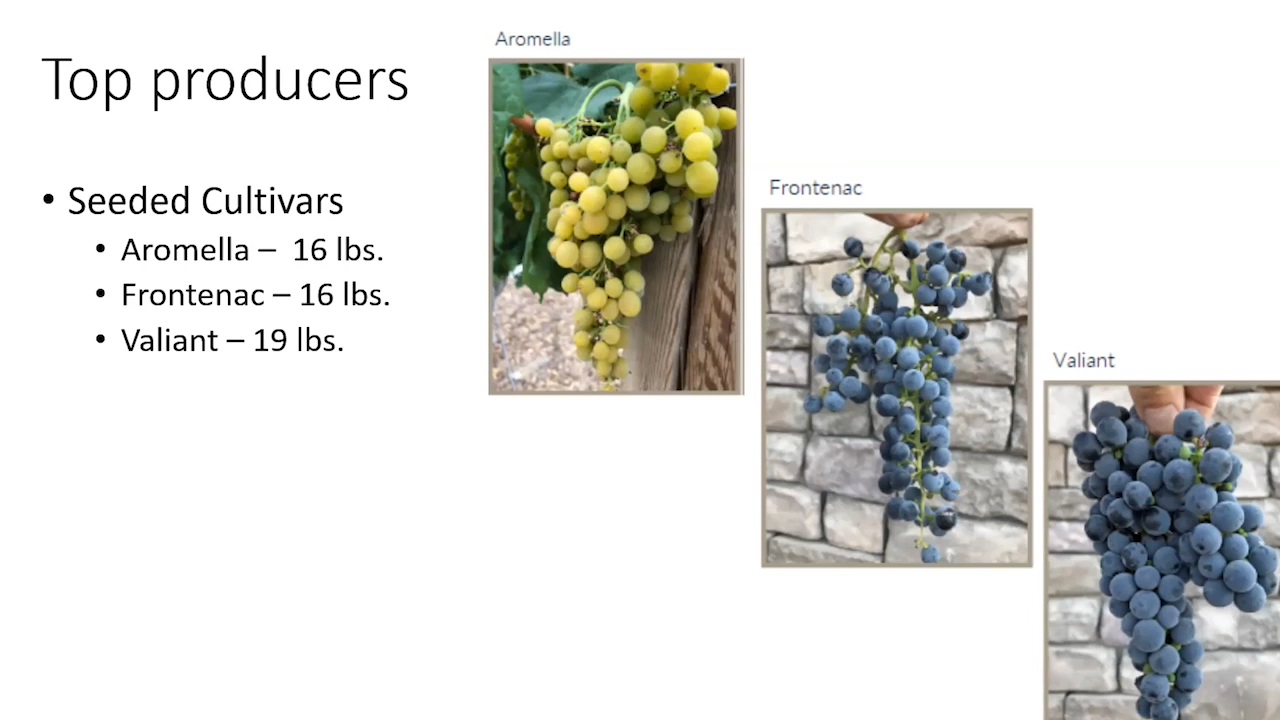 Top producers
• Seeded Cultivars
• Aromella – 16 lbs.
• Frontenac – 16 lbs.
• Valiant – 19 lbs.
Aromella
Frontenac
Valiant